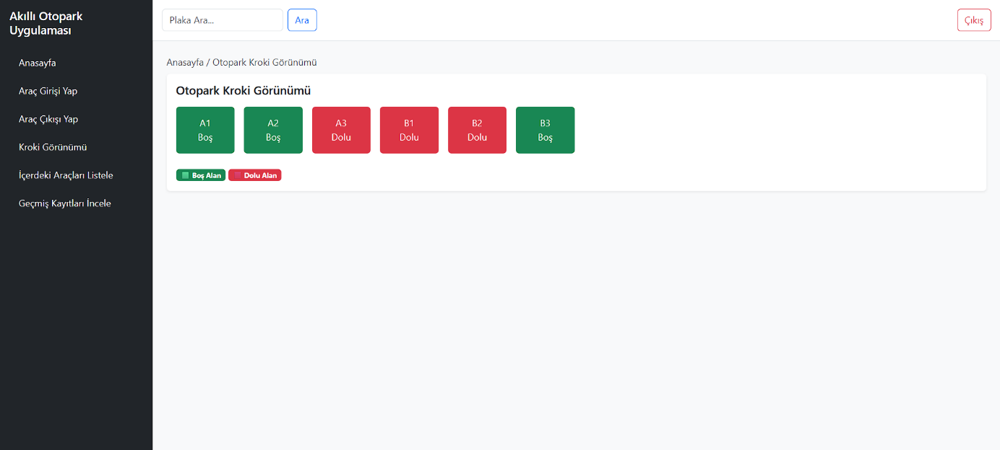 Akıllı Otopark
Uygulaması
Anasayfa
Araç Girişi Yap
Araç Çıkışı Yap
Kroki Görünümü
İçerdeki Araçları Listele
Geçmiş Kayıtları İncele
Plaka Ara...
Ara
Çıkış
Anasayfa / Otopark Kroki Görünümü
Otopark Kroki Görünümü
A1
Boş
A2
Boş
A3
Dolu
B1
Dolu
B2
Dolu
B3
Boş
Boş Alan
Dolu Alan